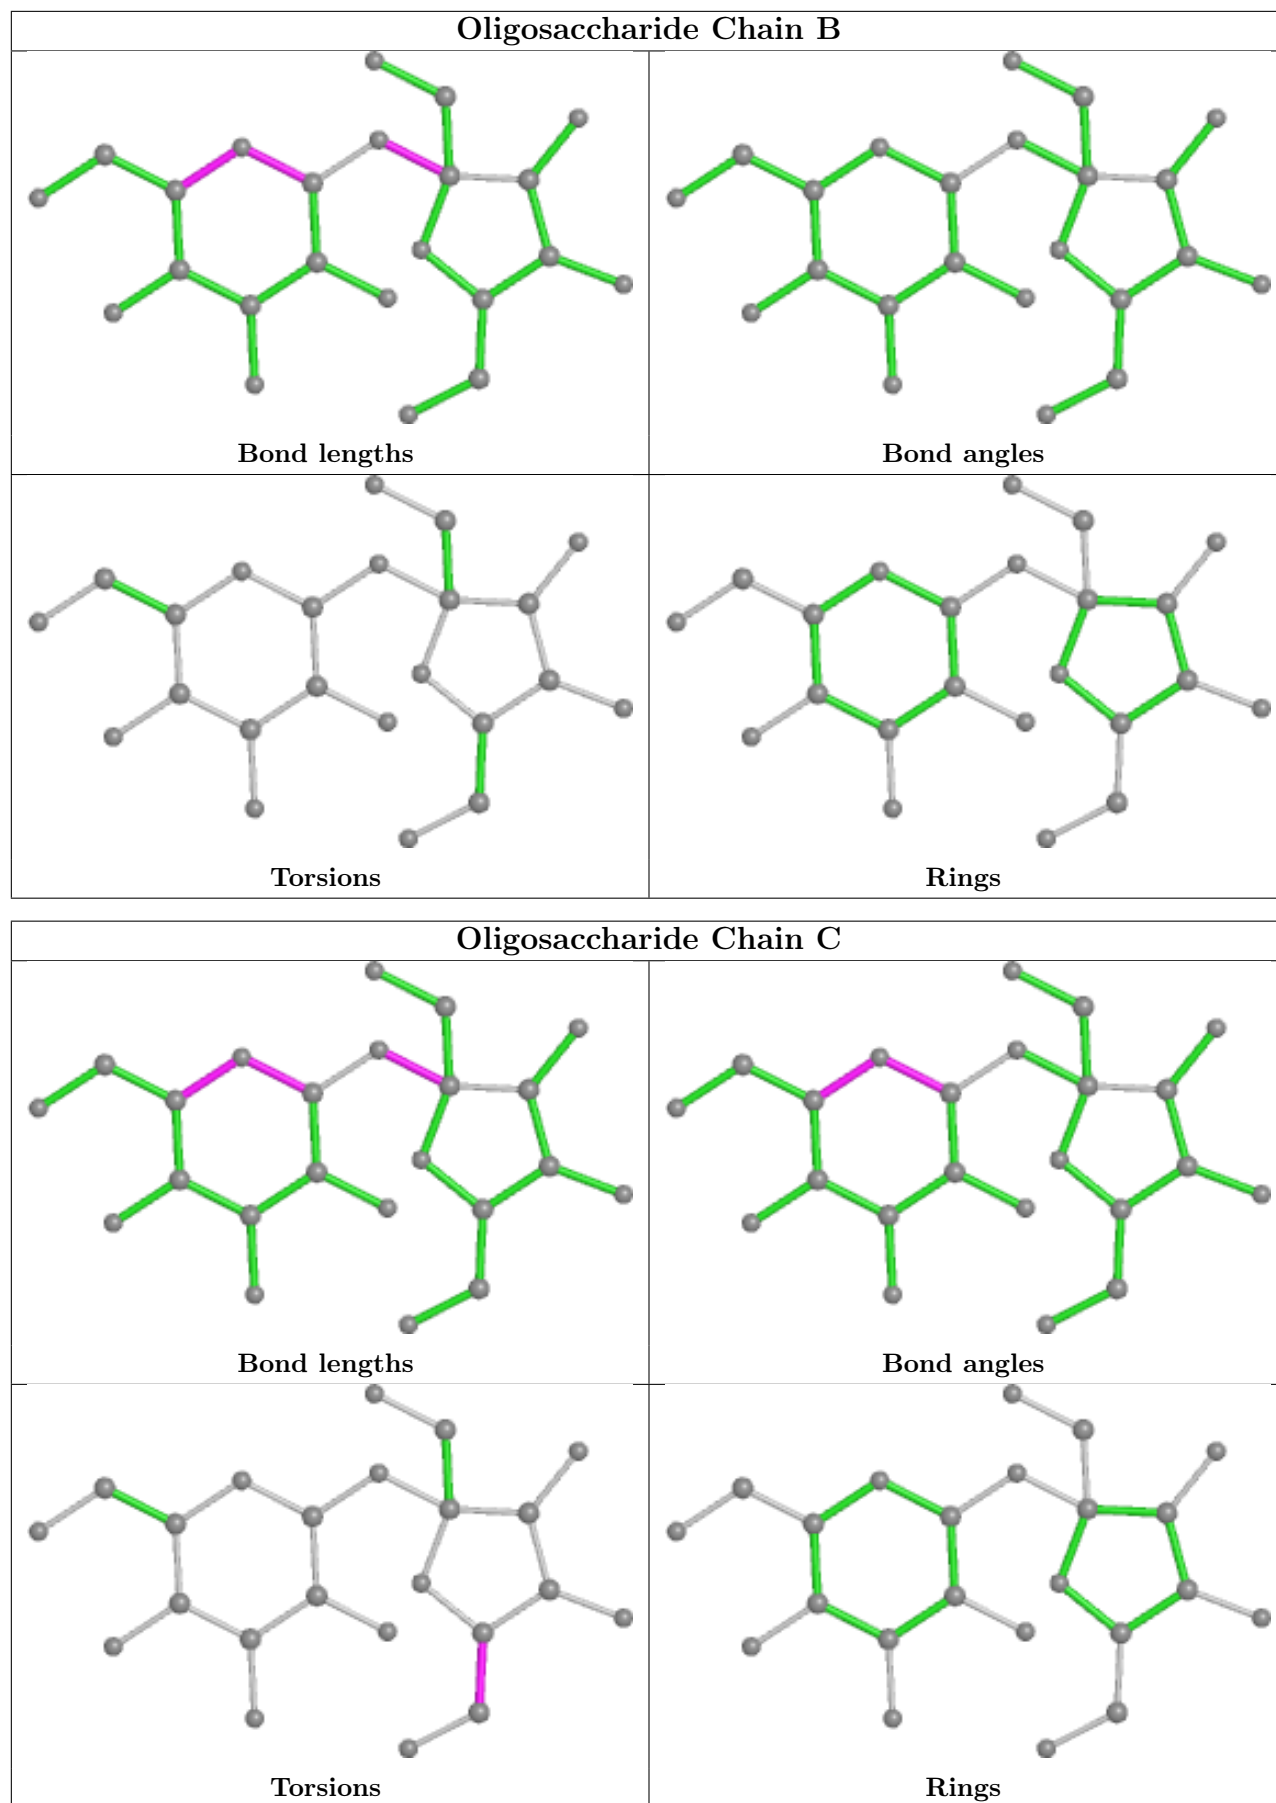 Oligosaccharide Chain B
Bond lengths
Bond angles
Torsions
Rings
Oligosaccharide Chain C
Bond lengths
Bond angles
Torsions
Rings